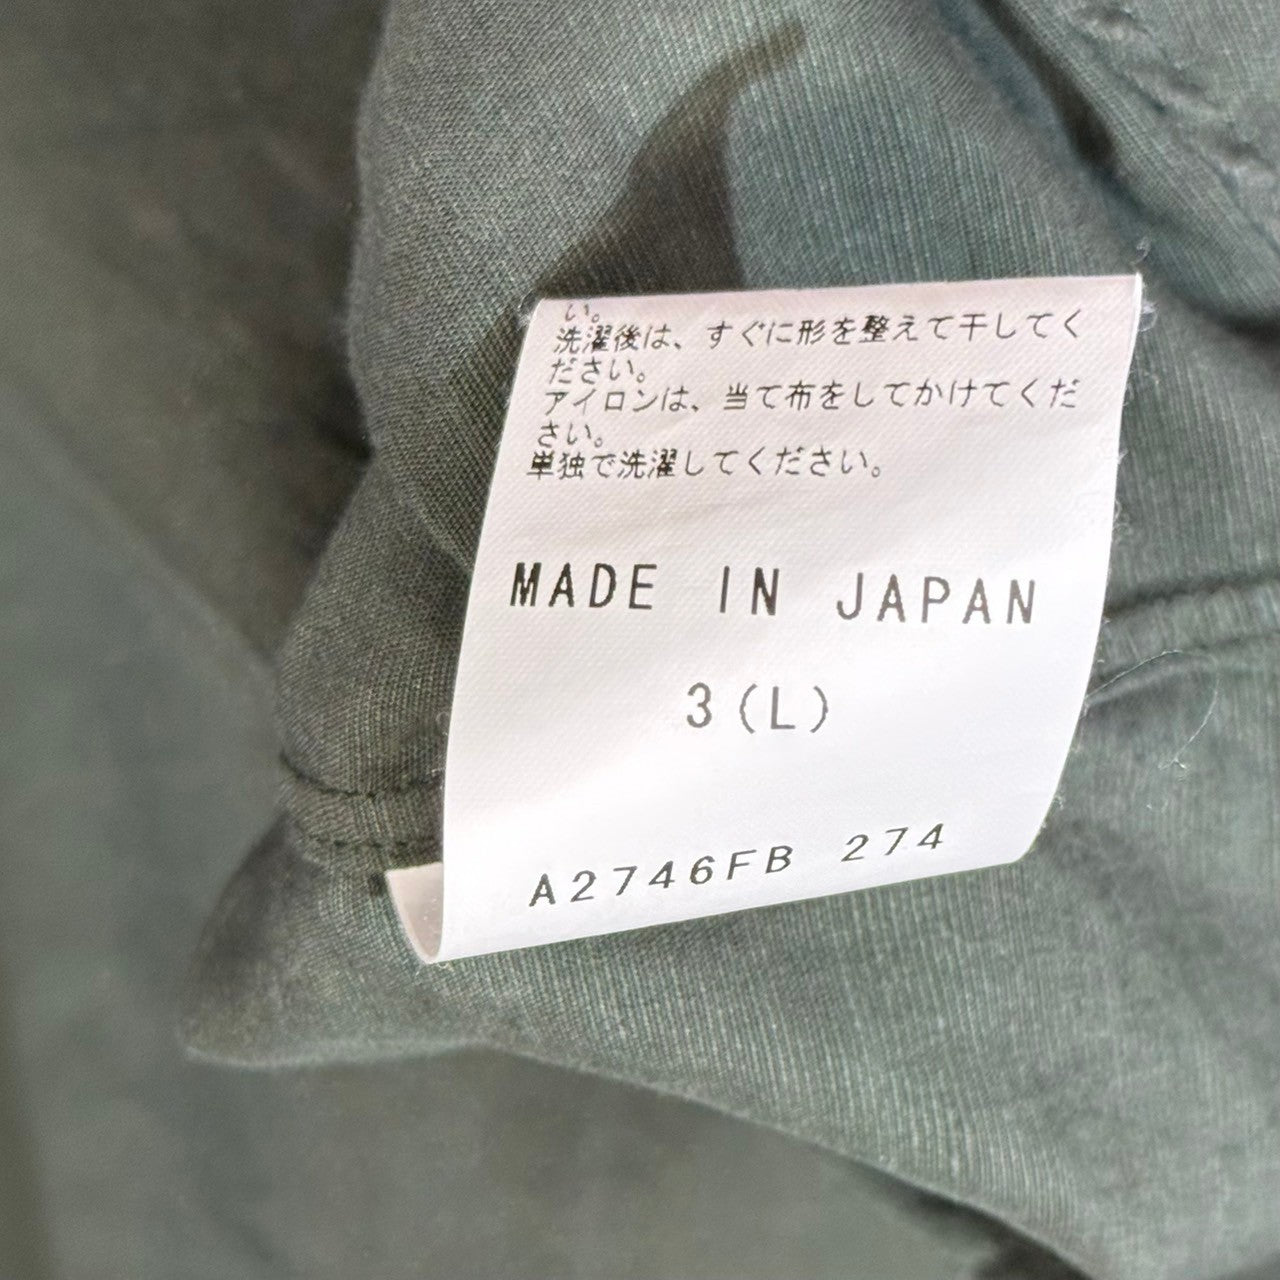 い。
洗濯後は、すぐに形を整えて干してく
ださい。
アイロンは、当て布をしてかけてくだ
さい。
単独で洗濯してください。
MADE IN JAPAN
3(L)
A2746FB 274